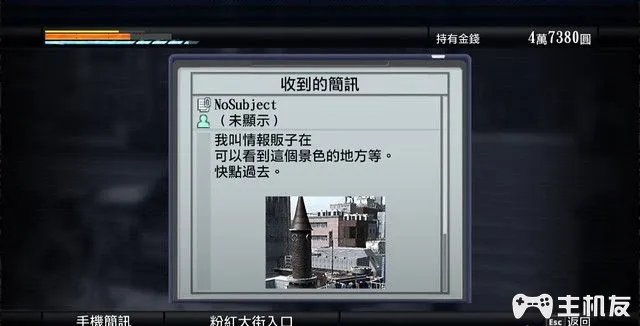 持有金錢 4萬7380圓
收到的簡訊
NoSubject
（未顯示）
我叫情報販子在
可以看到這個景色的地方等。
快點過去。
手機簡訊 粉紅大街入口 Esc 返回
主机友